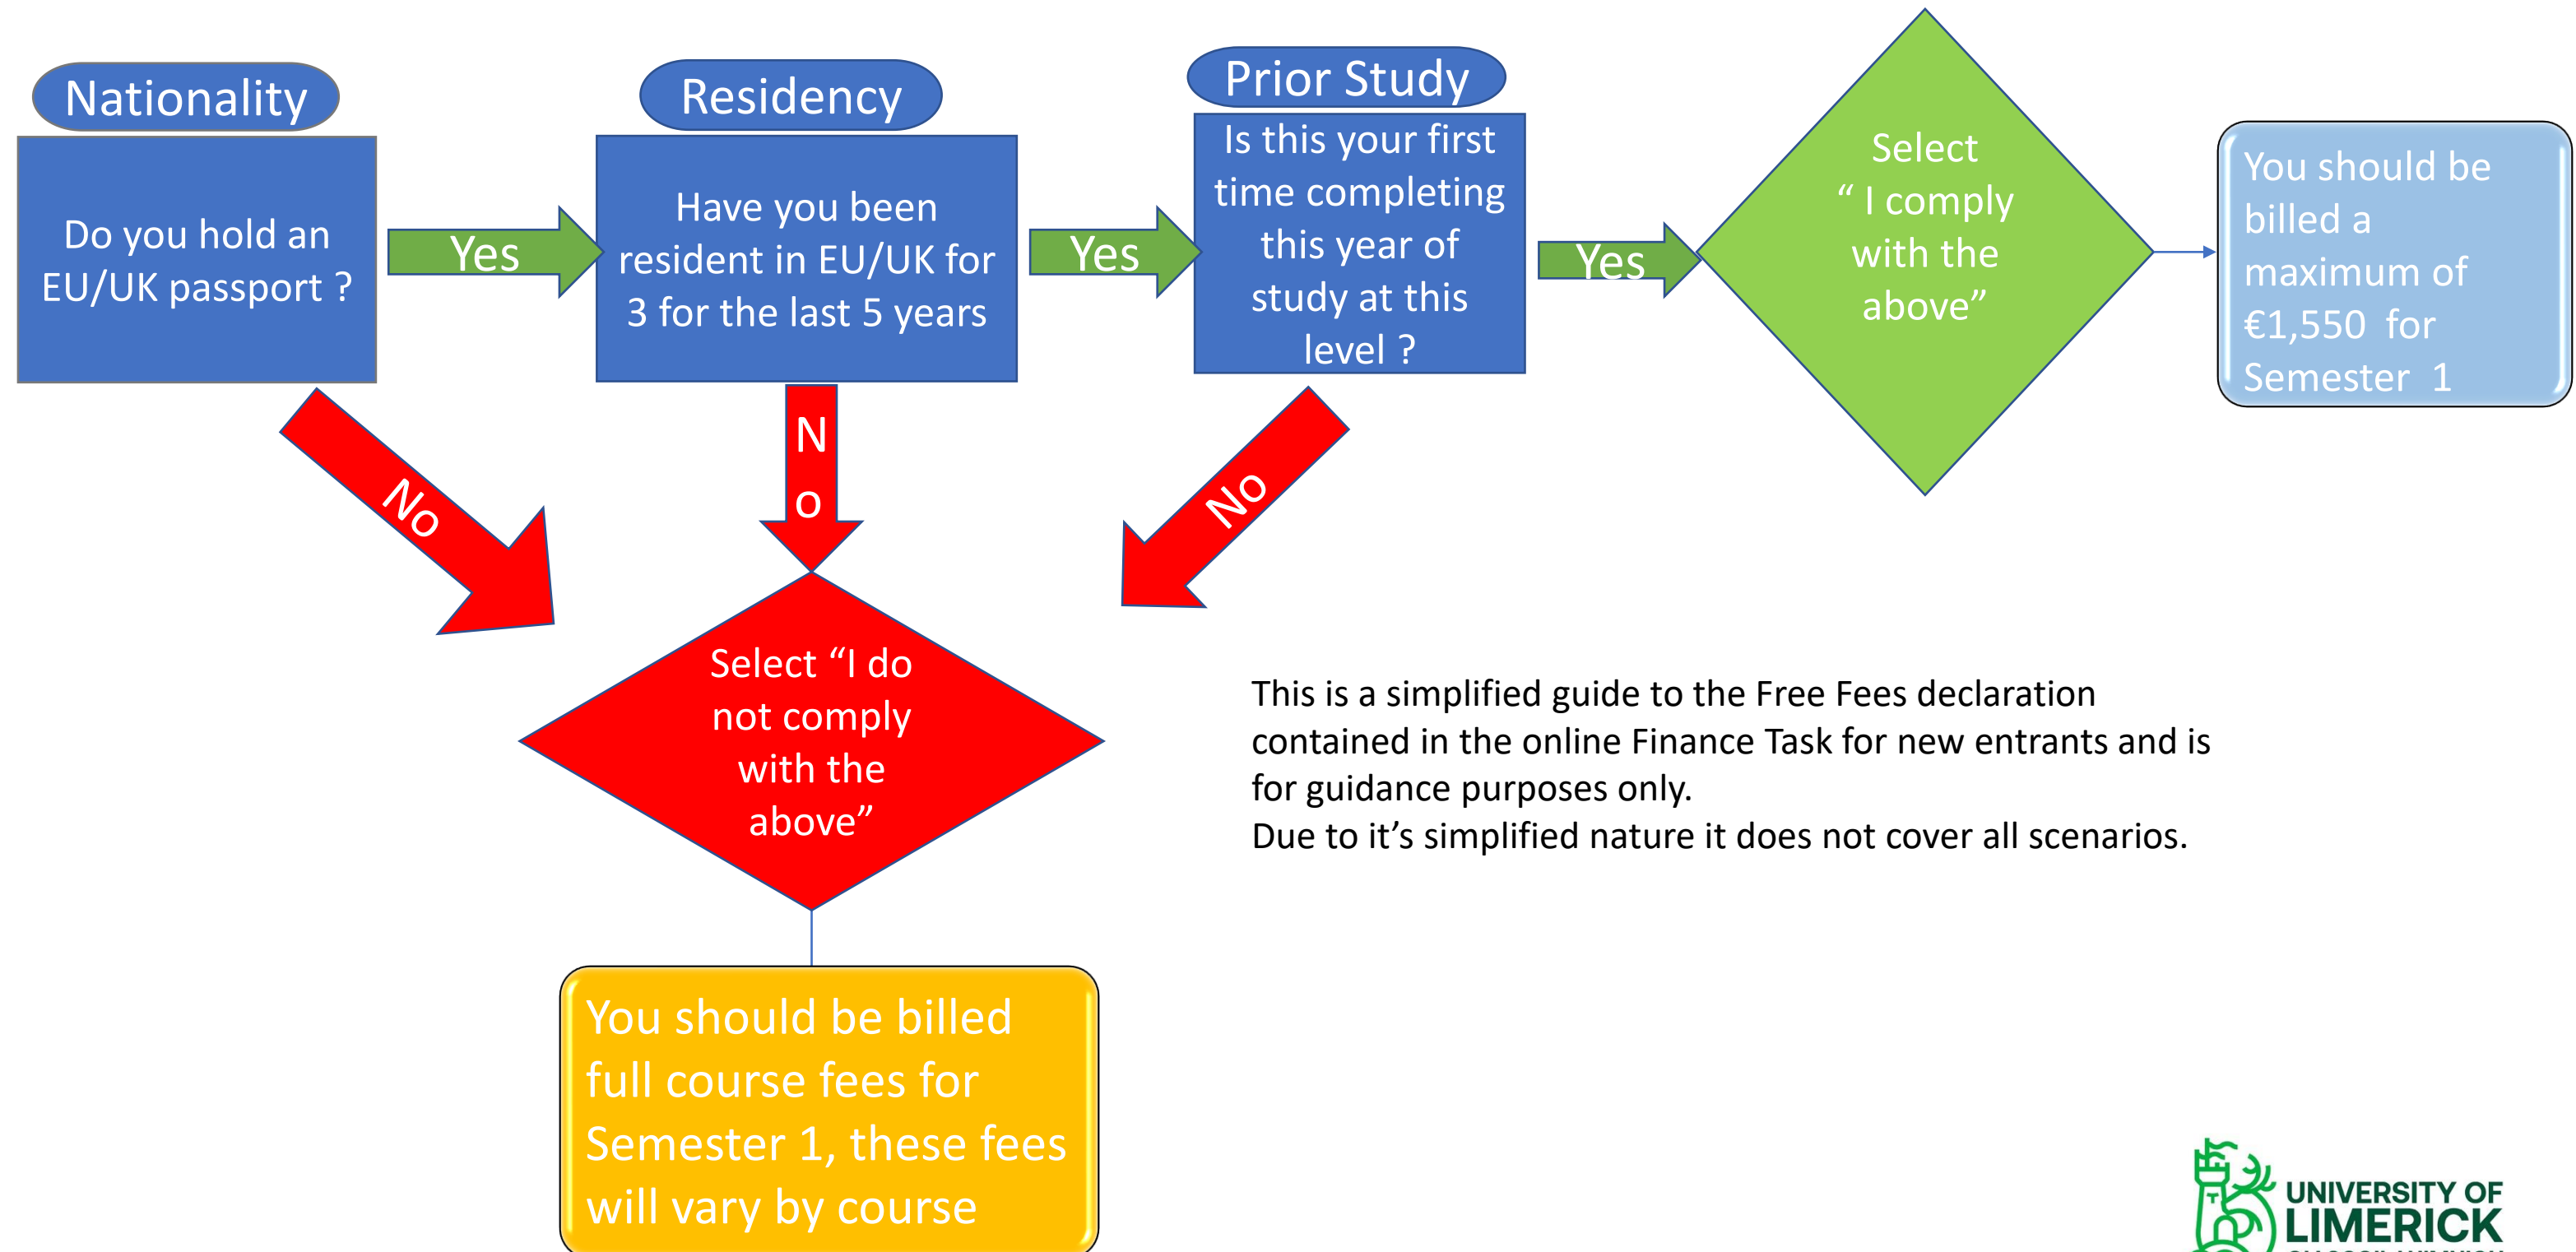 Nationality
Do you hold an
EU/UK passport ?
Yes
Residency
Have you been
resident in EU/UK for
3 for the last 5 years
Yes
Prior Study
Is this your first
time completing
this year of
study at this
level ?
Yes
Select
“ I comply
with the
above”
You should be
billed a
maximum of
€1,550 for
Semester 1
No
N
o
No
Select “I do
not comply
with the
above”
This is a simplified guide to the Free Fees declaration
contained in the online Finance Task for new entrants and is
for guidance purposes only.
Due to it’s simplified nature it does not cover all scenarios.
You should be billed
full course fees for
Semester 1, these fees
will vary by course
UNIVERSITY OF
LIMERICK